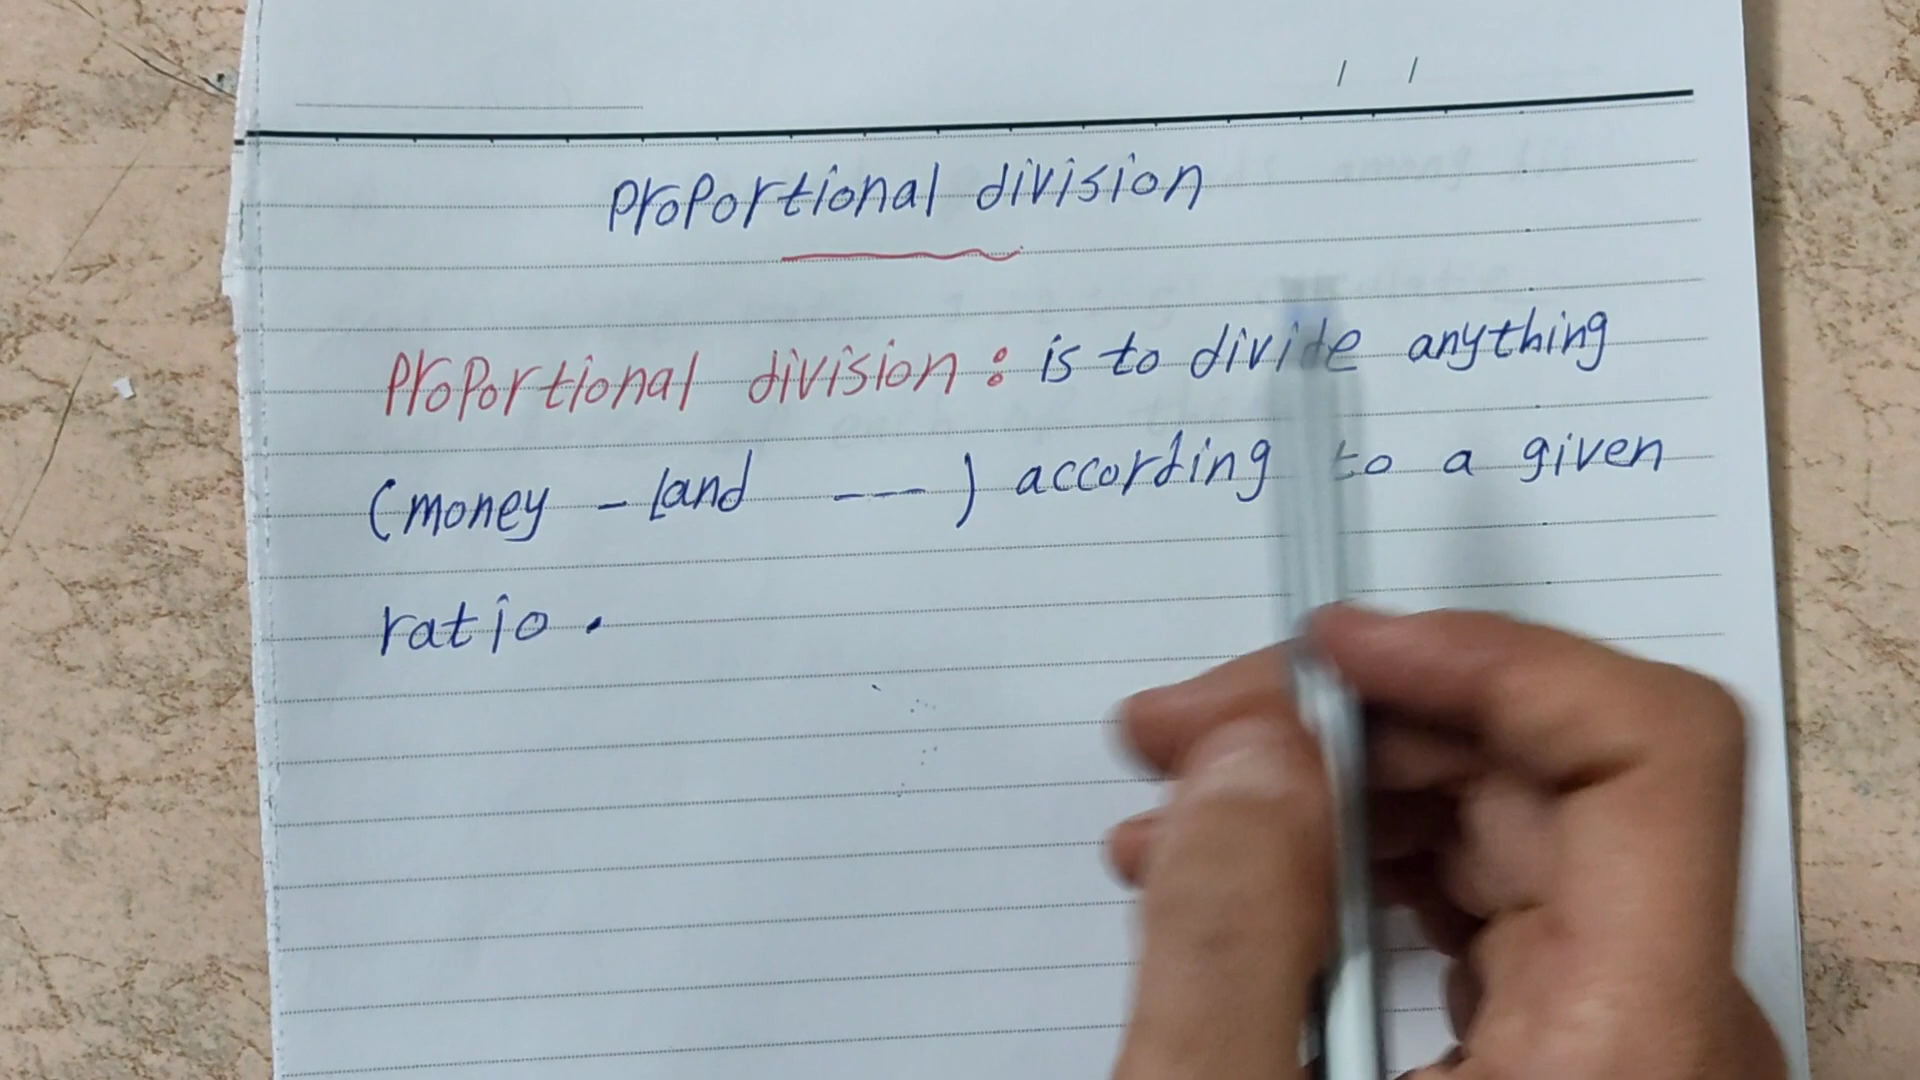 Proportional division
Proportional division : is to divide anything
(money - land --- ) according to a given
ratio .